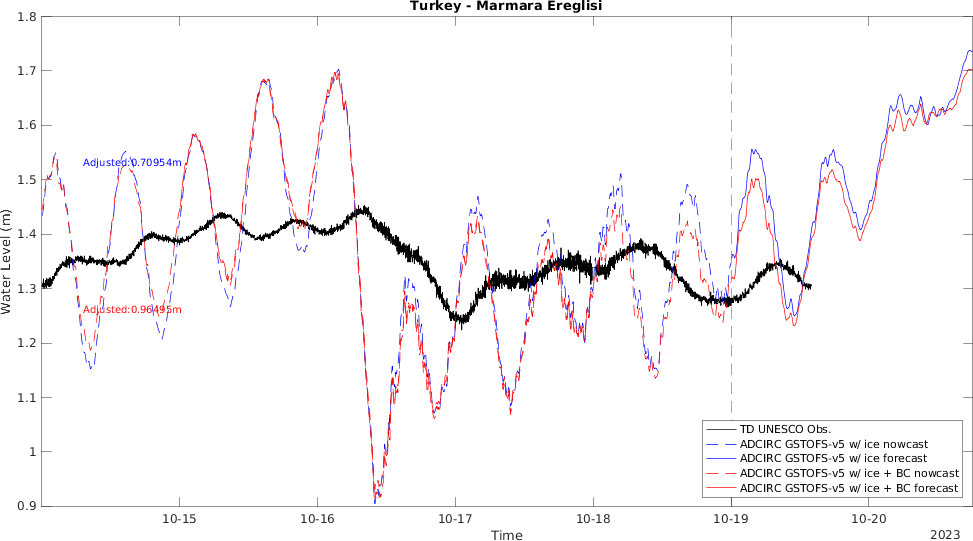 Turkey - Marmara Ereglisi
1.8
1.7
1.6
1.5
1.4
1.3
1.2
1.1
1
0.9
Water Level (m)
Adjusted:0.70954m
Adjusted:0.96495m
TD UNESCO Obs.
ADCIRC GSTOFS-v5 w/ ice nowcast
ADCIRC GSTOFS-v5 w/ ice forecast
ADCIRC GSTOFS-v5 w/ ice + BC nowcast
ADCIRC GSTOFS-v5 w/ ice + BC forecast
10-15 10-16 10-17 10-18 10-19 10-20
Time
2023